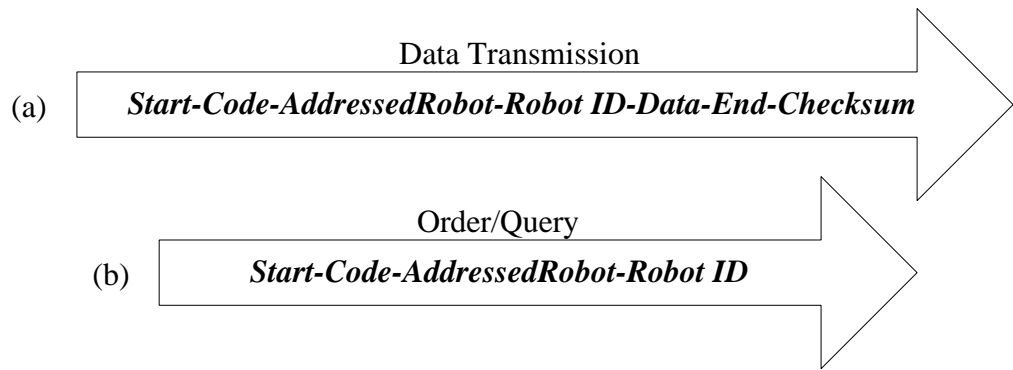 Data Transmission
(a) Start-Code-AddressedRobot-Robot ID-Data-End-Checksum
Order/Query
(b) Start-Code-AddressedRobot-Robot ID